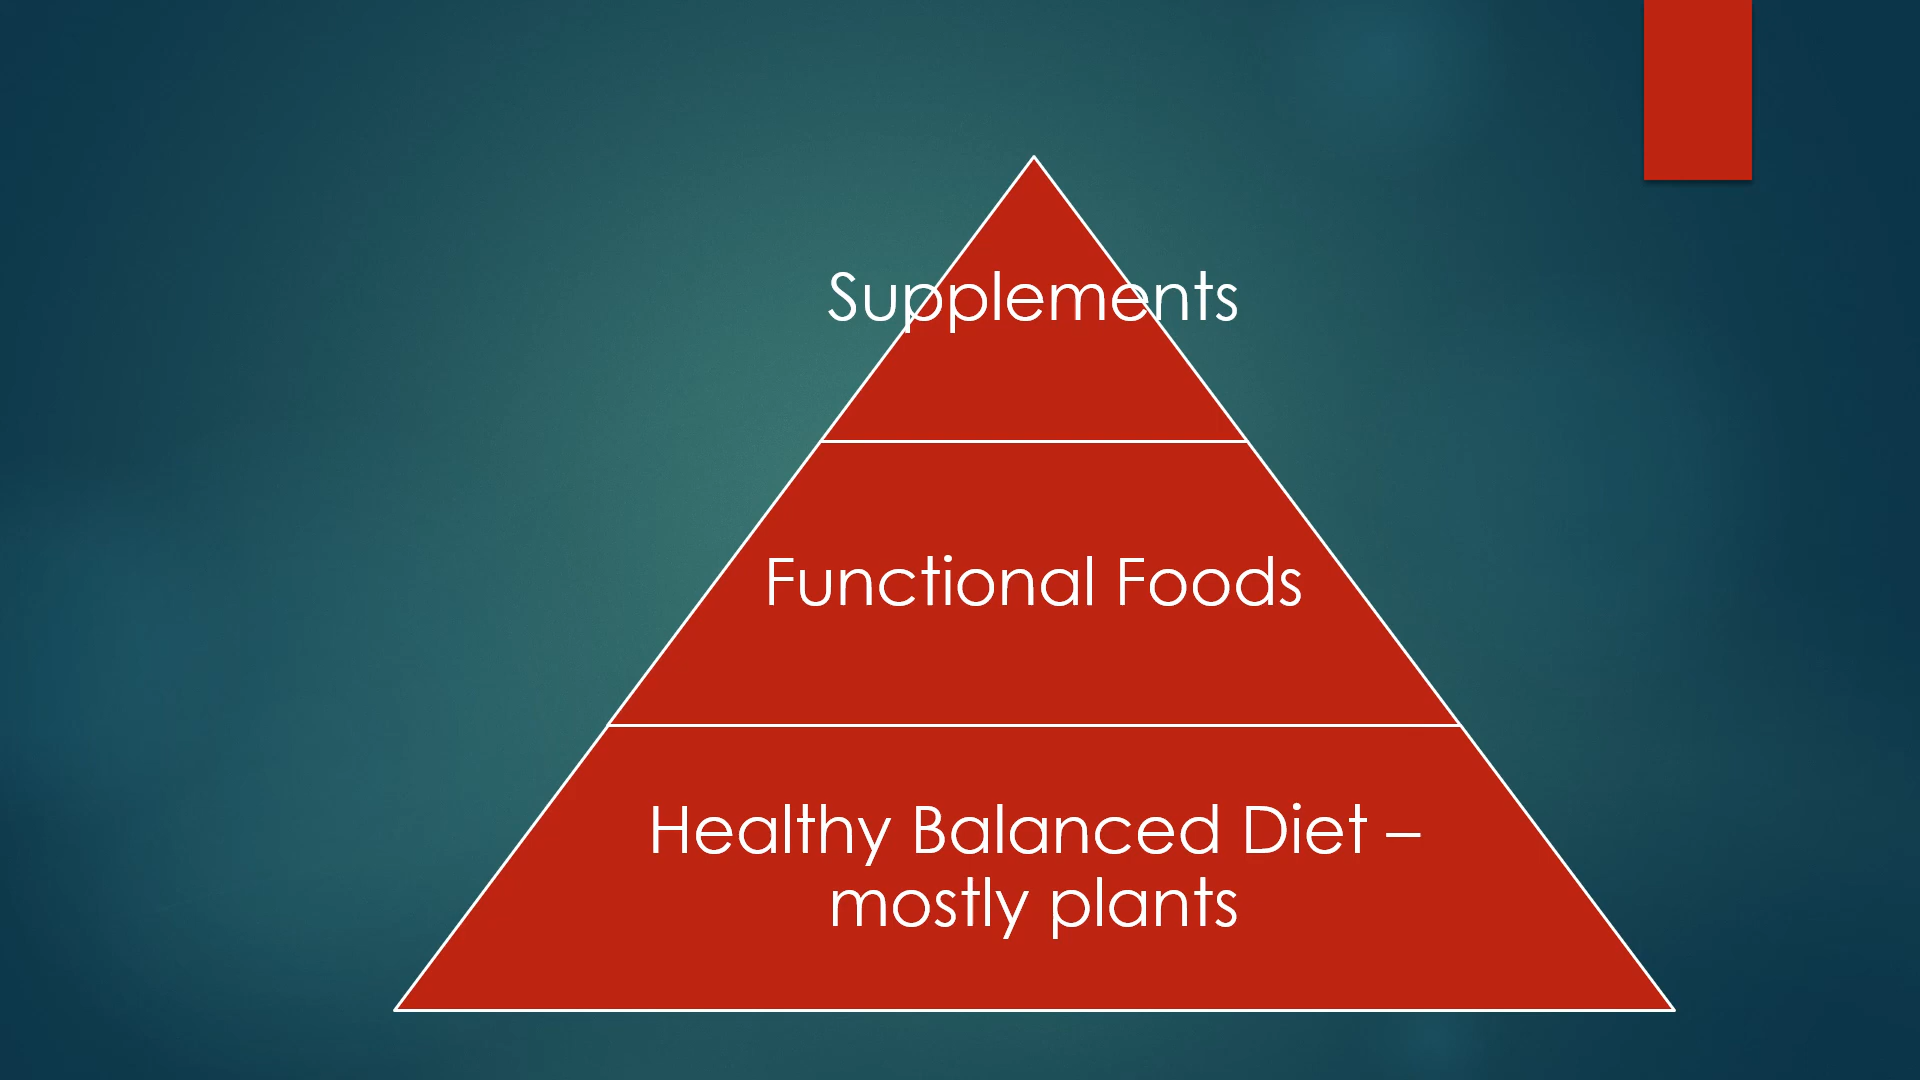 Supplements
Functional Foods
Healthy Balanced Diet –
mostly plants